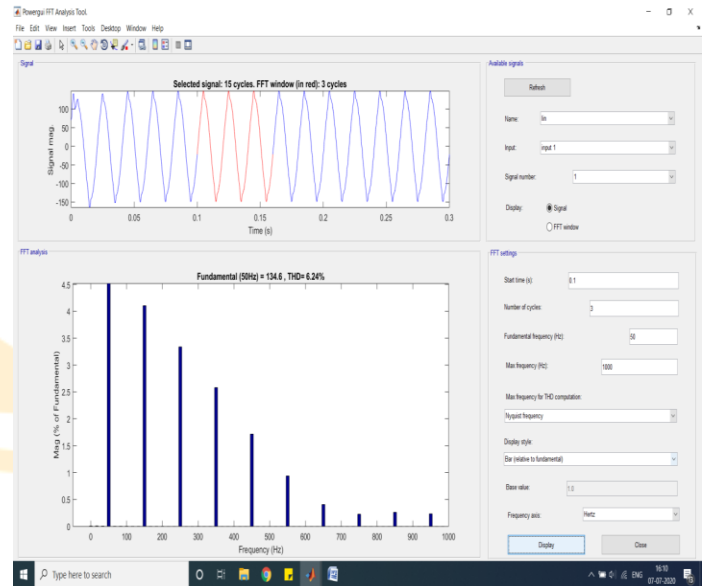 Powergui FFT Analysis Tool.
File Edit View Insert Tools Desktop Window Help
Signal
Selected signal: 15 cycles. FFT window (in red): 3 cycles
Signal mag.
100
50
0
-50
-100
-150
0 0.05 0.1 0.15 0.2 0.25 0.3
Time (s)
FFT analysis
Fundamental (50Hz) = 134.6 , THD= 6.24%
Mag (% of Fundamental)
4.5
4
3.5
3
2.5
2
1.5
1
0.5
0
0 100 200 300 400 500 600 700 800 900 1000
Frequency (Hz)
Available signals
Refresh
Name: Iin
Input: input 1
Signal number: 1
Display: Signal
FFT window
FFT settings
Start time (s): 0.1
Number of cycles: 3
Fundamental frequency (Hz): 50
Max frequency (Hz): 1000
Max frequency for THD computation:
Nyquist frequency
Display style:
Bar (relative to fundamental)
Base value: 1.0
Frequency axis: Hertz
Display Close
Type here to search
ENG
16:10
07-07-2020